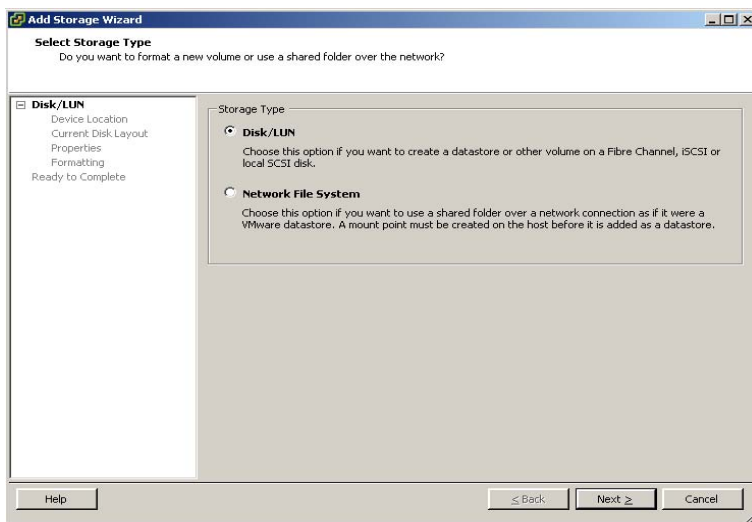 Add Storage Wizard
Select Storage Type
Do you want to format a new volume or use a shared folder over the network?
Disk/LUN
Device Location
Current Disk Layout
Properties
Formatting
Ready to Complete
Storage Type
Disk/LUN
Choose this option if you want to create a datastore or other volume on a Fibre Channel, iSCSI or
local SCSI disk.
Network File System
Choose this option if you want to use a shared folder over a network connection as if it were a
VMware datastore. A mount point must be created on the host before it is added as a datastore.
Help
< Back
Next >
Cancel